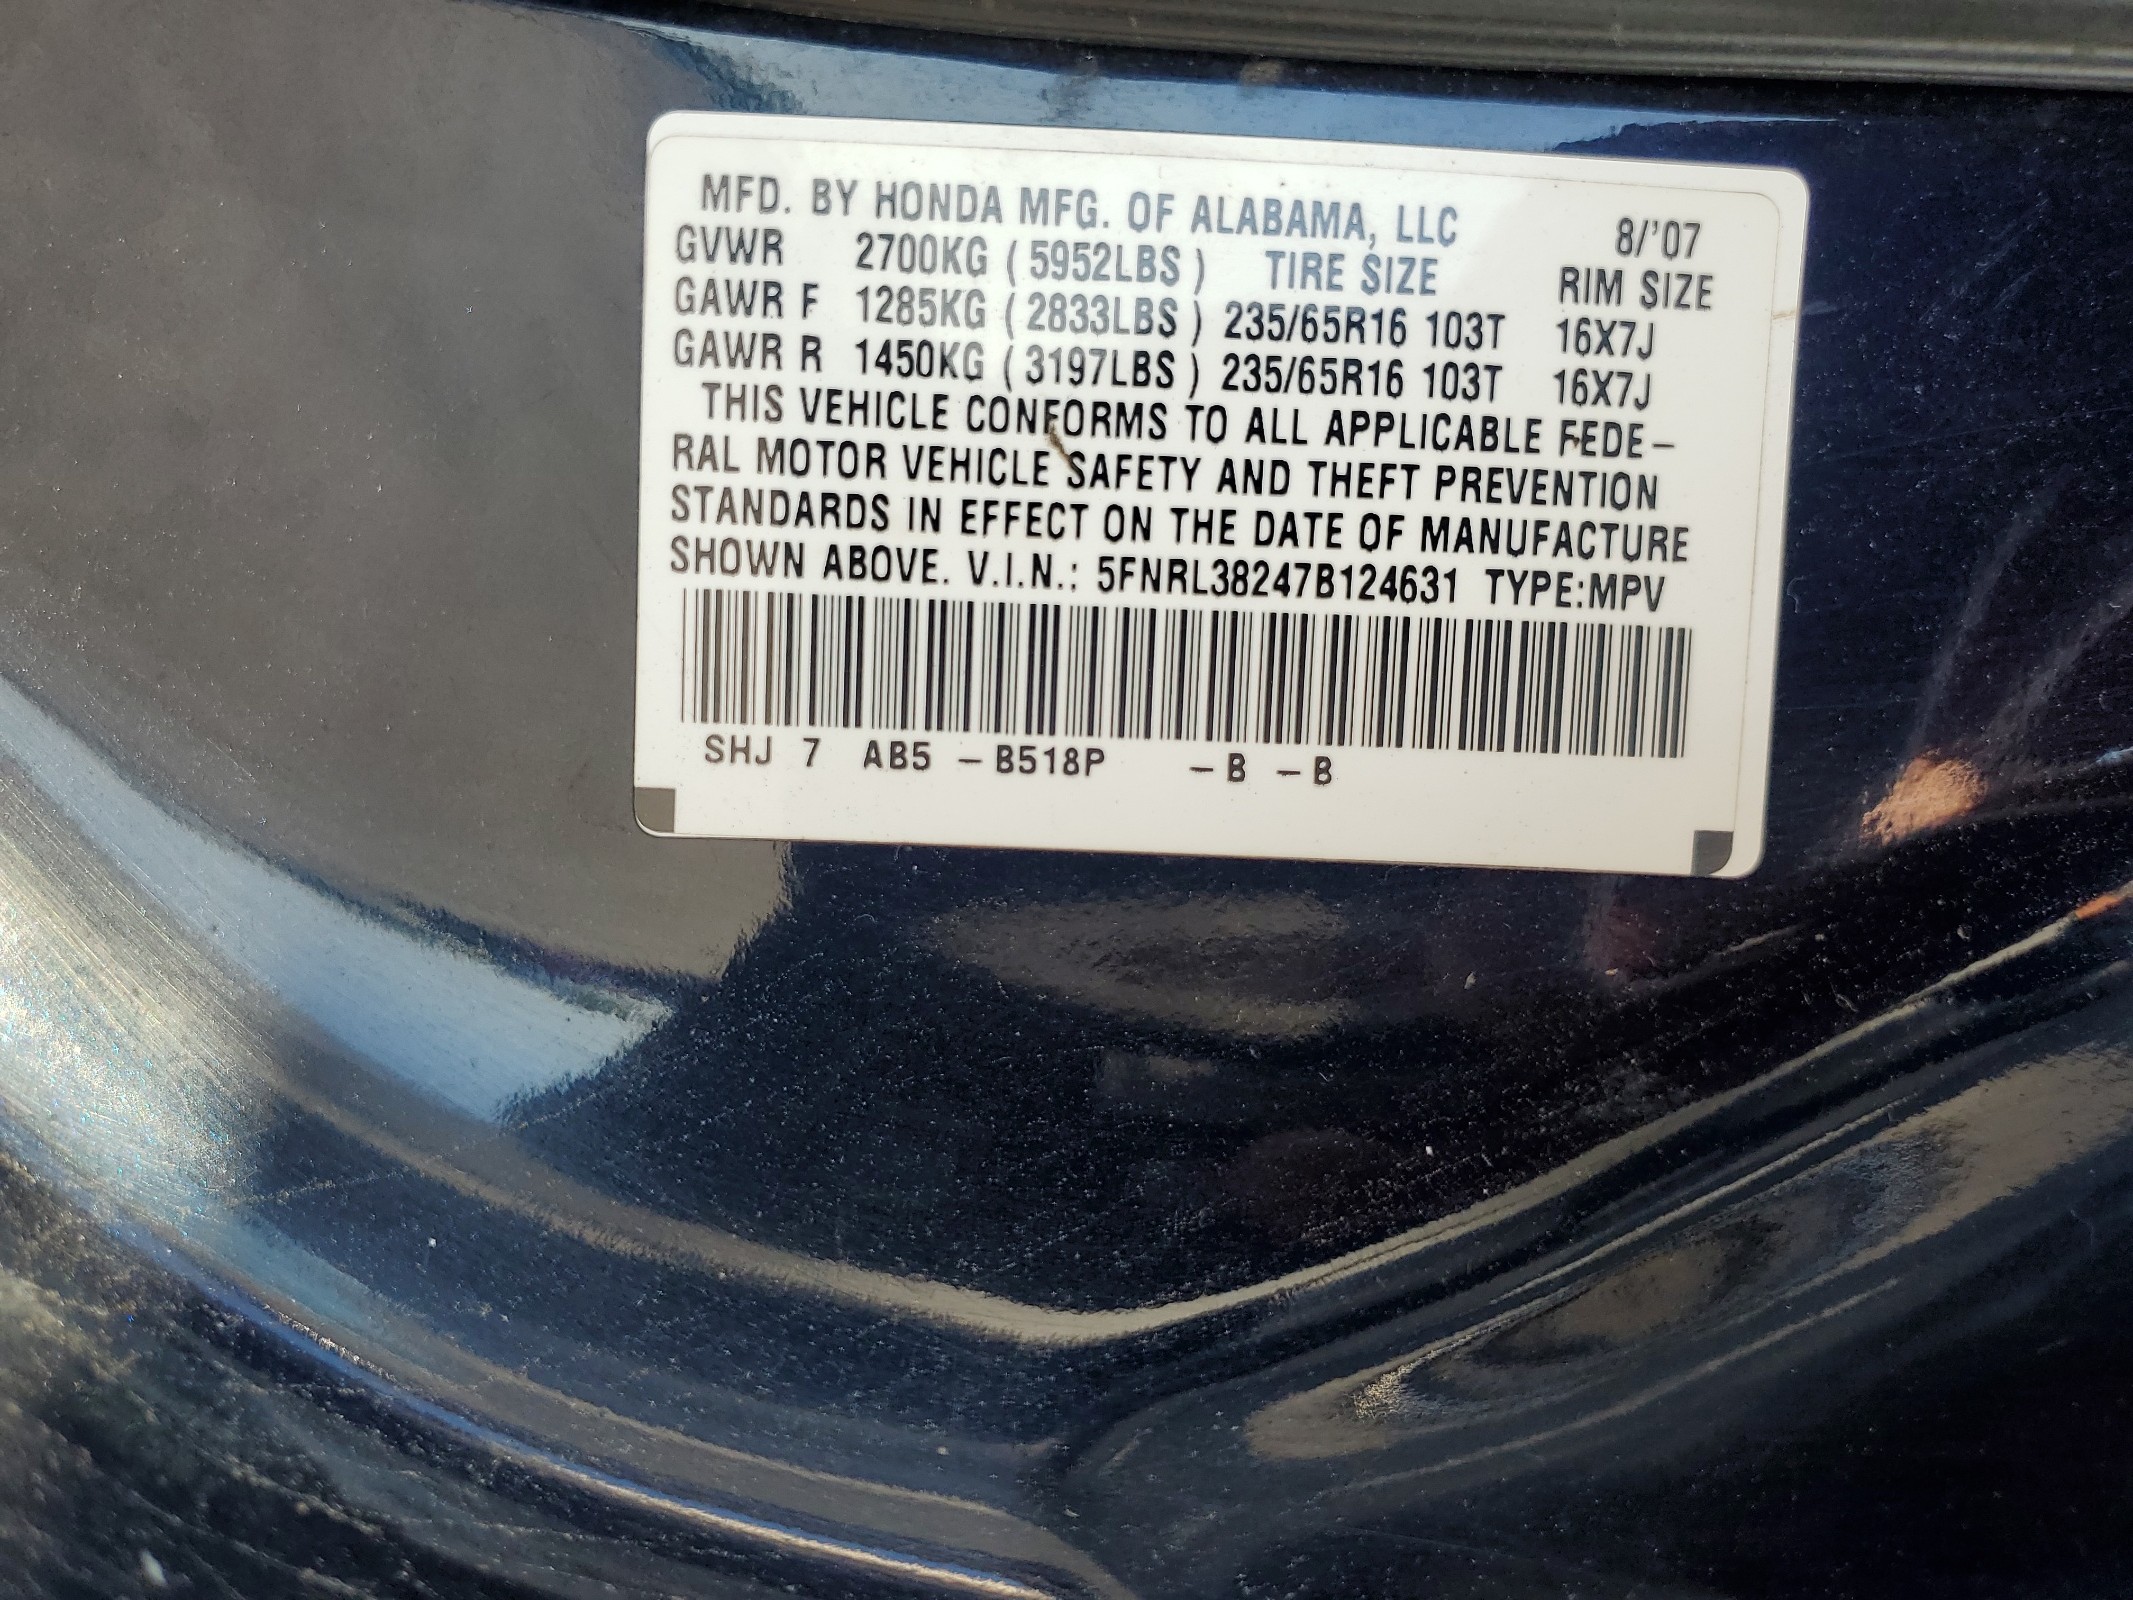 MFD. BY HONDA MFG. OF ALABAMA, LLC 8/'07
GVWR 2700KG (5952LBS) TIRE SIZE RIM SIZE
GAWR F 1285KG (2833LBS) 235/65R16 103T 16X7J
GAWR R 1450KG (3197LBS) 235/65R16 103T 16X7J
THIS VEHICLE CONFORMS TO ALL APPLICABLE FEDE-
RAL MOTOR VEHICLE SAFETY AND THEFT PREVENTION
STANDARDS IN EFFECT ON THE DATE OF MANUFACTURE
SHOWN ABOVE. V.I.N.: 5FNRL38247B124631 TYPE:MPV
SHJ 7 AB5 -B518P -B -B